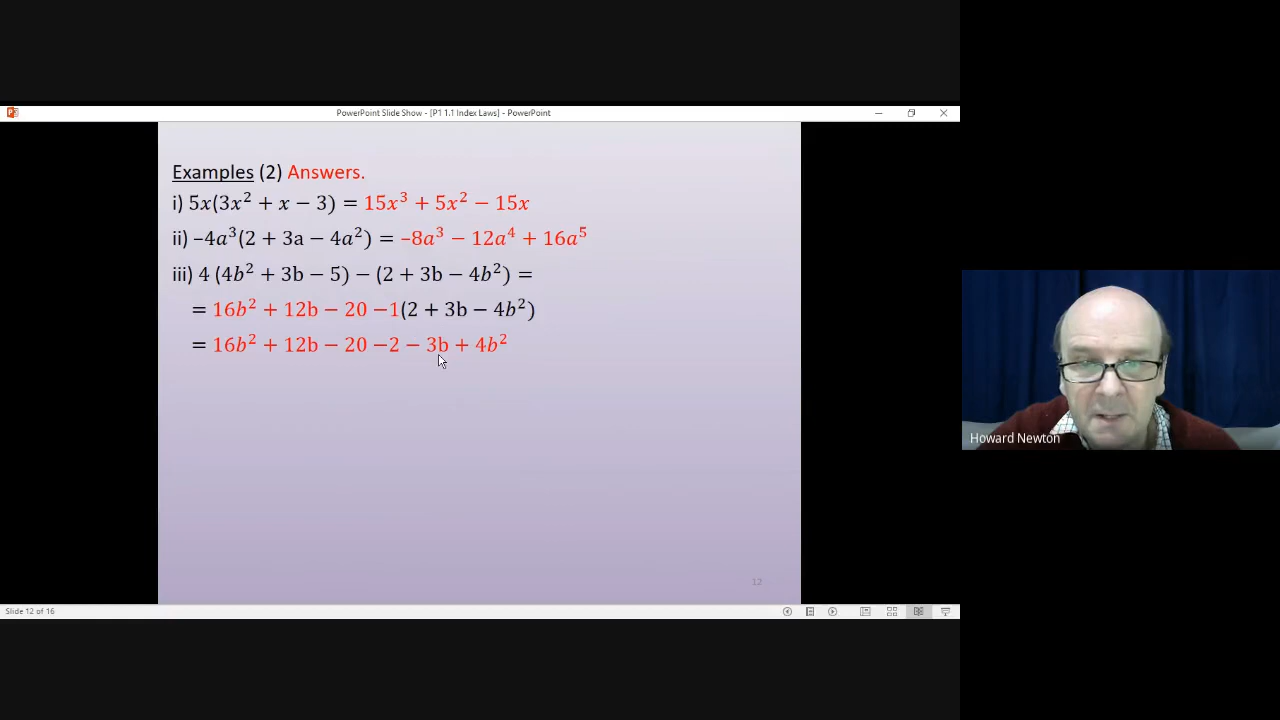 PowerPoint Slide Show - [P1 1.1 Index Laws] - PowerPoint
Examples (2) Answers.
i) 5x(3x² + x − 3) = 15x³ + 5x² − 15x
ii) –4a³(2 + 3a − 4a²) = –8a³ − 12a⁴ + 16a⁵
iii) 4 (4b² + 3b − 5) − (2 + 3b − 4b²) =
= 16b² + 12b − 20 −1(2 + 3b − 4b²)
= 16b² + 12b − 20 −2 − 3b + 4b²
12
Slide 12 of 16
Howard Newton